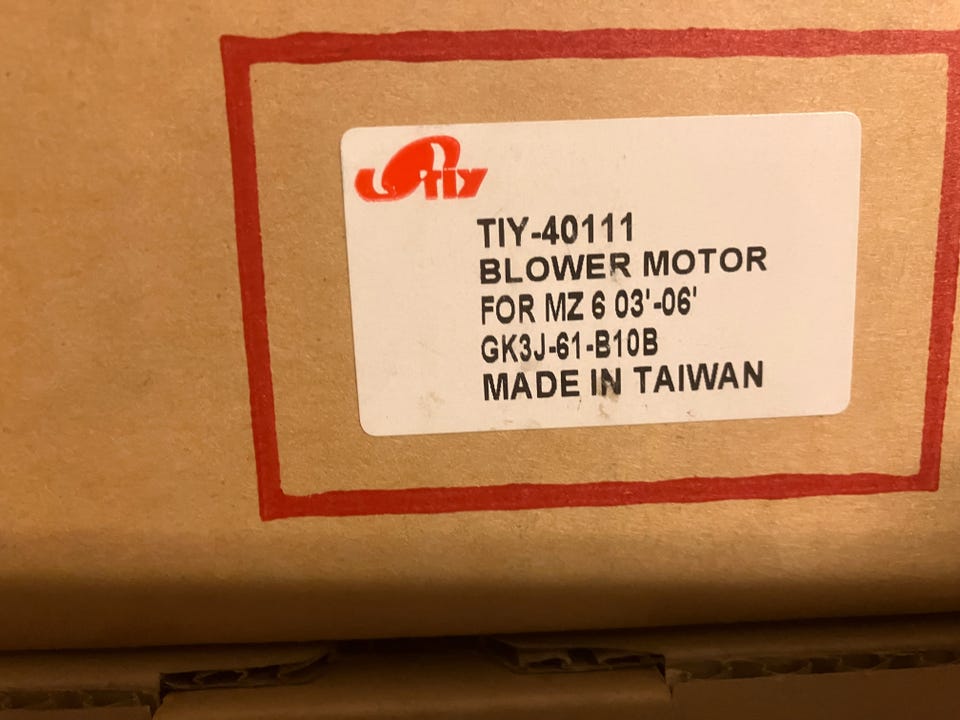 TIY
TIY-40111
BLOWER MOTOR
FOR MZ 6 03'-06'
GK3J-61-B10B
MADE IN TAIWAN